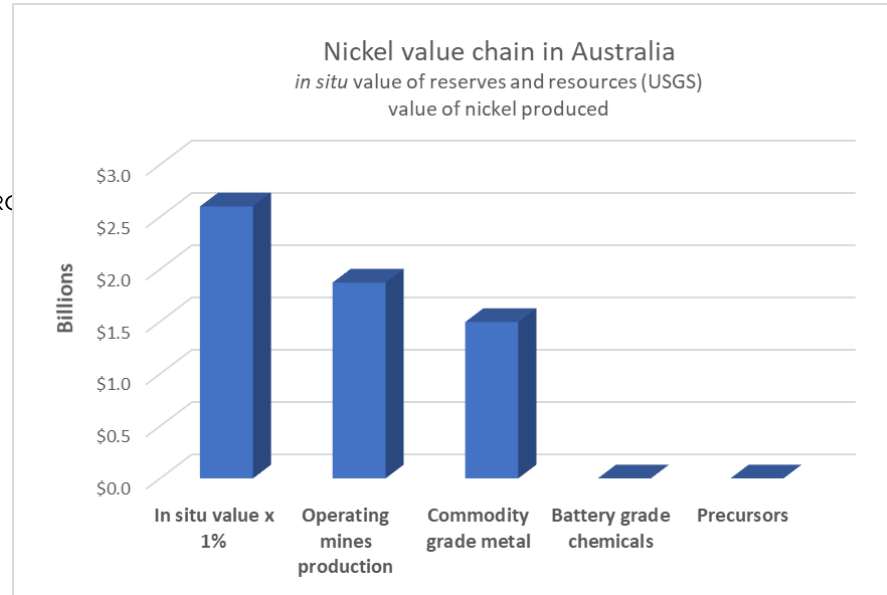 Nickel value chain in Australia
in situ value of reserves and resources (USGS)
value of nickel produced
RC
Billions
$3.0
$2.5
$2.0
$1.5
$1.0
$0.5
$0.0
In situ value x
1%
Operating
mines
production
Commodity
grade metal
Battery grade
chemicals
Precursors